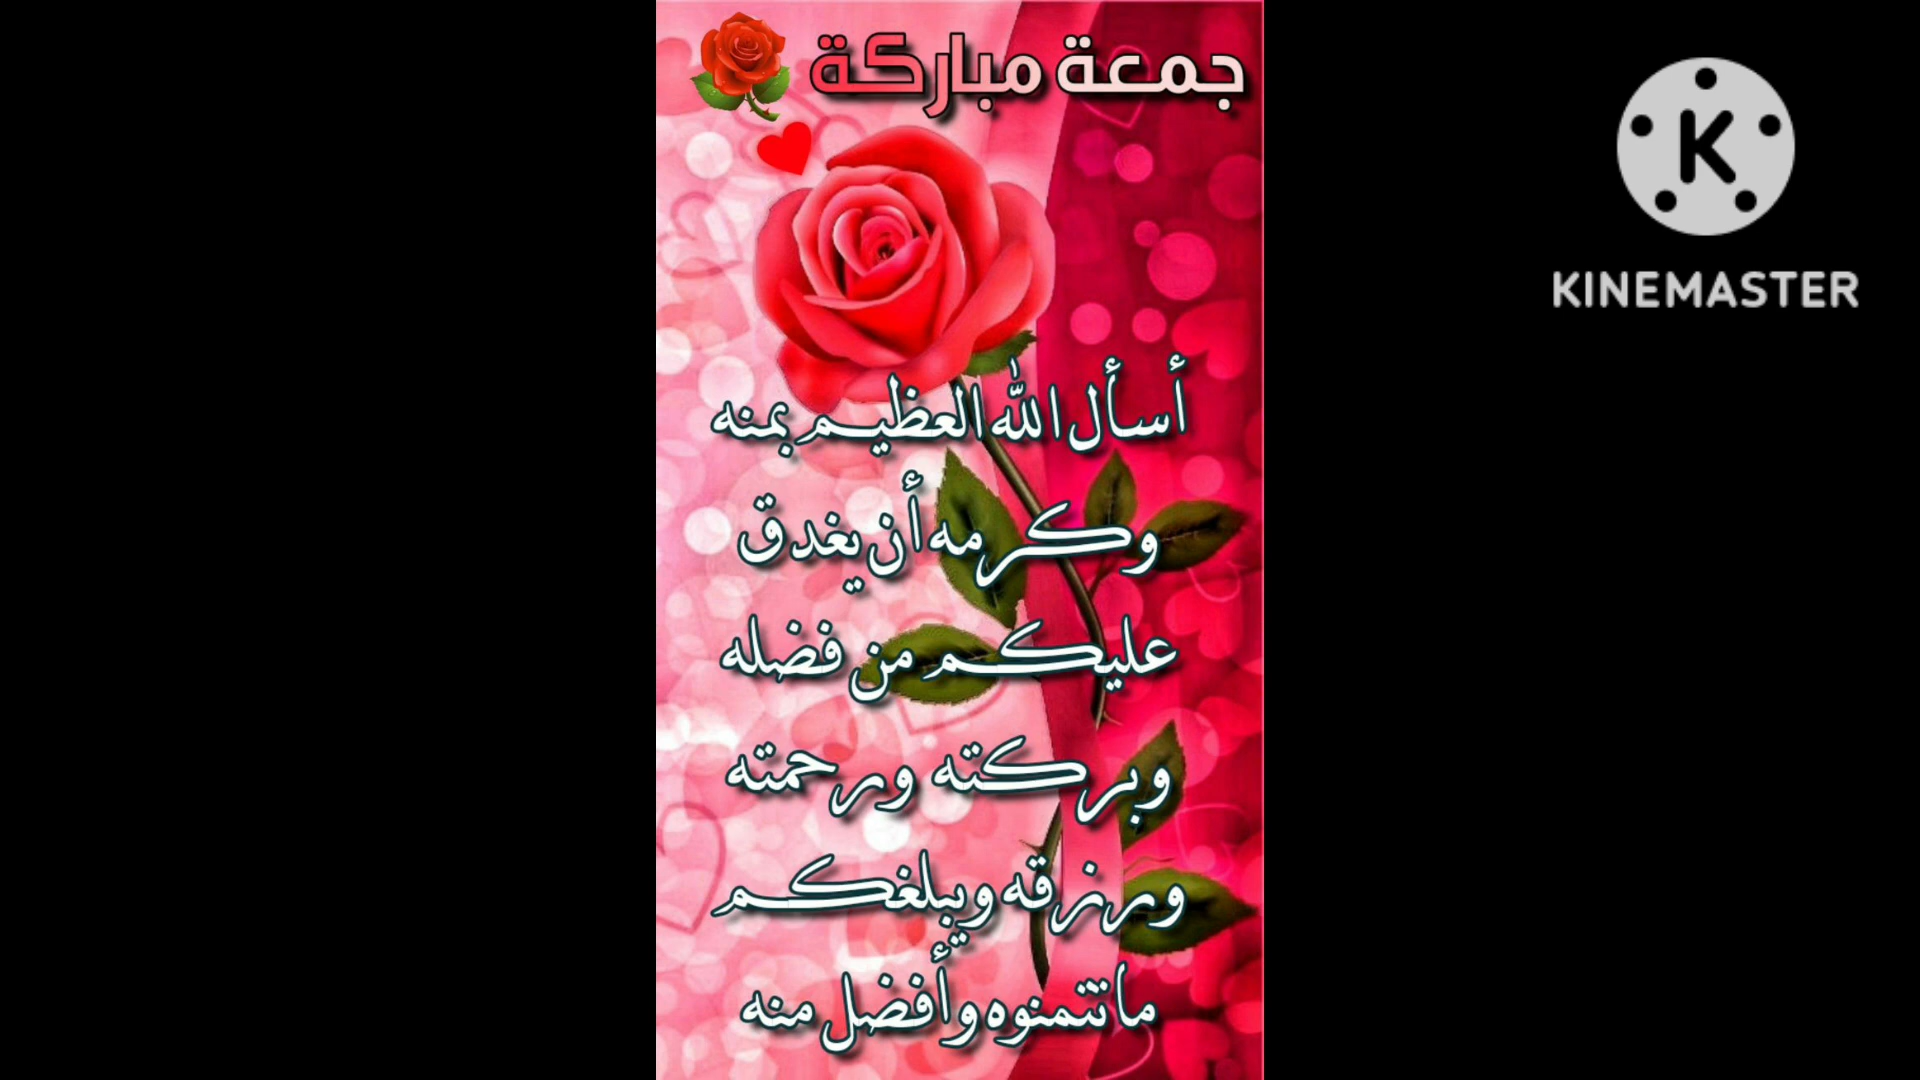 جمعة مباركة
أسأل الله العظيم بمنه
وكرمه أن يغدق
عليكم من فضله
وبركته ورحمته
ورزقه ويبلغكم
ما تتمنوه وأفضل منه
K
KINEMASTER